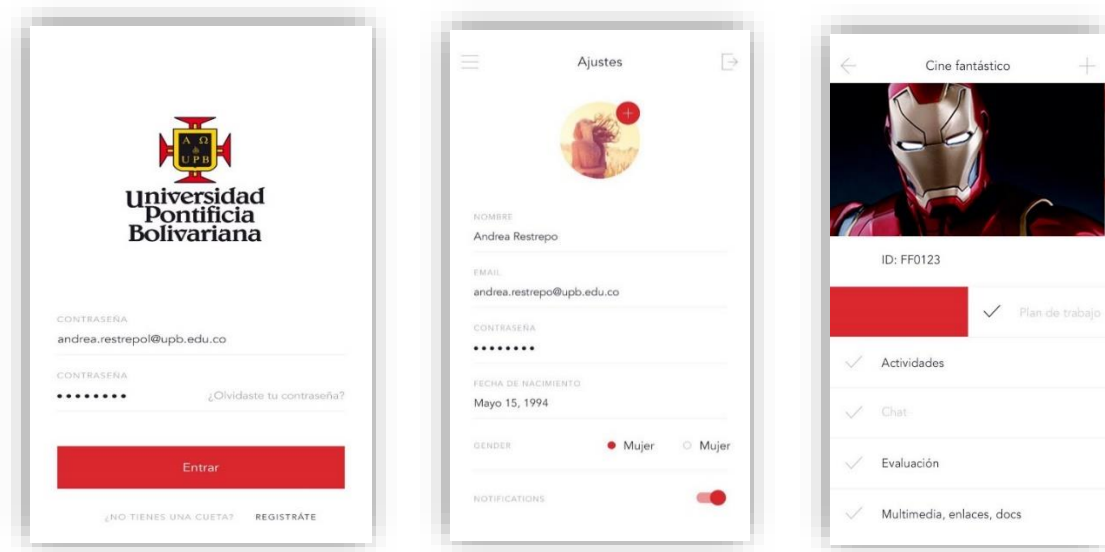 Α Ω
&
UPB
Universidad
Pontificia
Bolivariana
CONTRASEÑA
andrea.restrepol@upb.edu.co
CONTRASEÑA
•••••••• ¿Olvidaste tu contraseña?
Entrar
¿NO TIENES UNA CUETA? REGISTRÁTE
Ajustes
NOMBRE
Andrea Restrepo
EMAIL
andrea.restrepo@upb.edu.co
CONTRASEÑA
••••••••
FECHA DE NACIMIENTO
Mayo 15, 1994
GENDER Mujer Mujer
NOTIFICATIONS
Cine fantástico
ID: FF0123
Plan de trabajo
Actividades
Chat
Evaluación
Multimedia, enlaces, docs